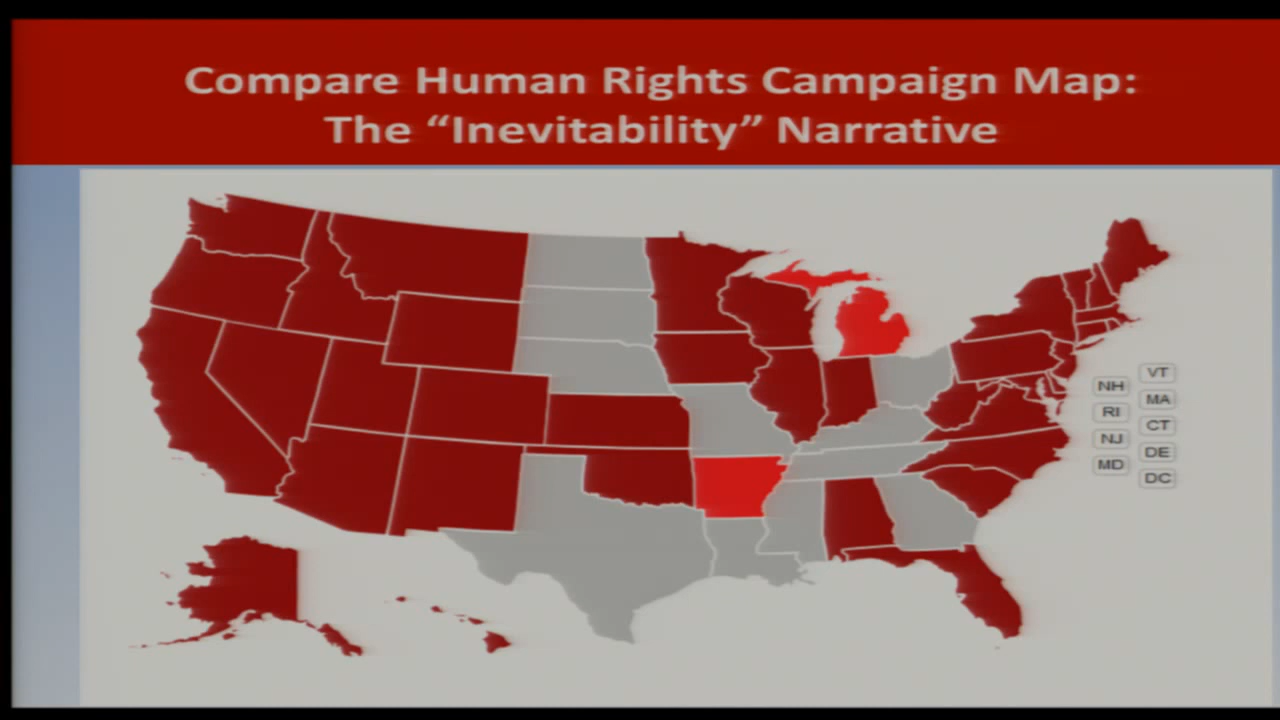 Compare Human Rights Campaign Map:
The “Inevitability” Narrative
VT
NH
MA
RI
CT
NJ
DE
MD
DC